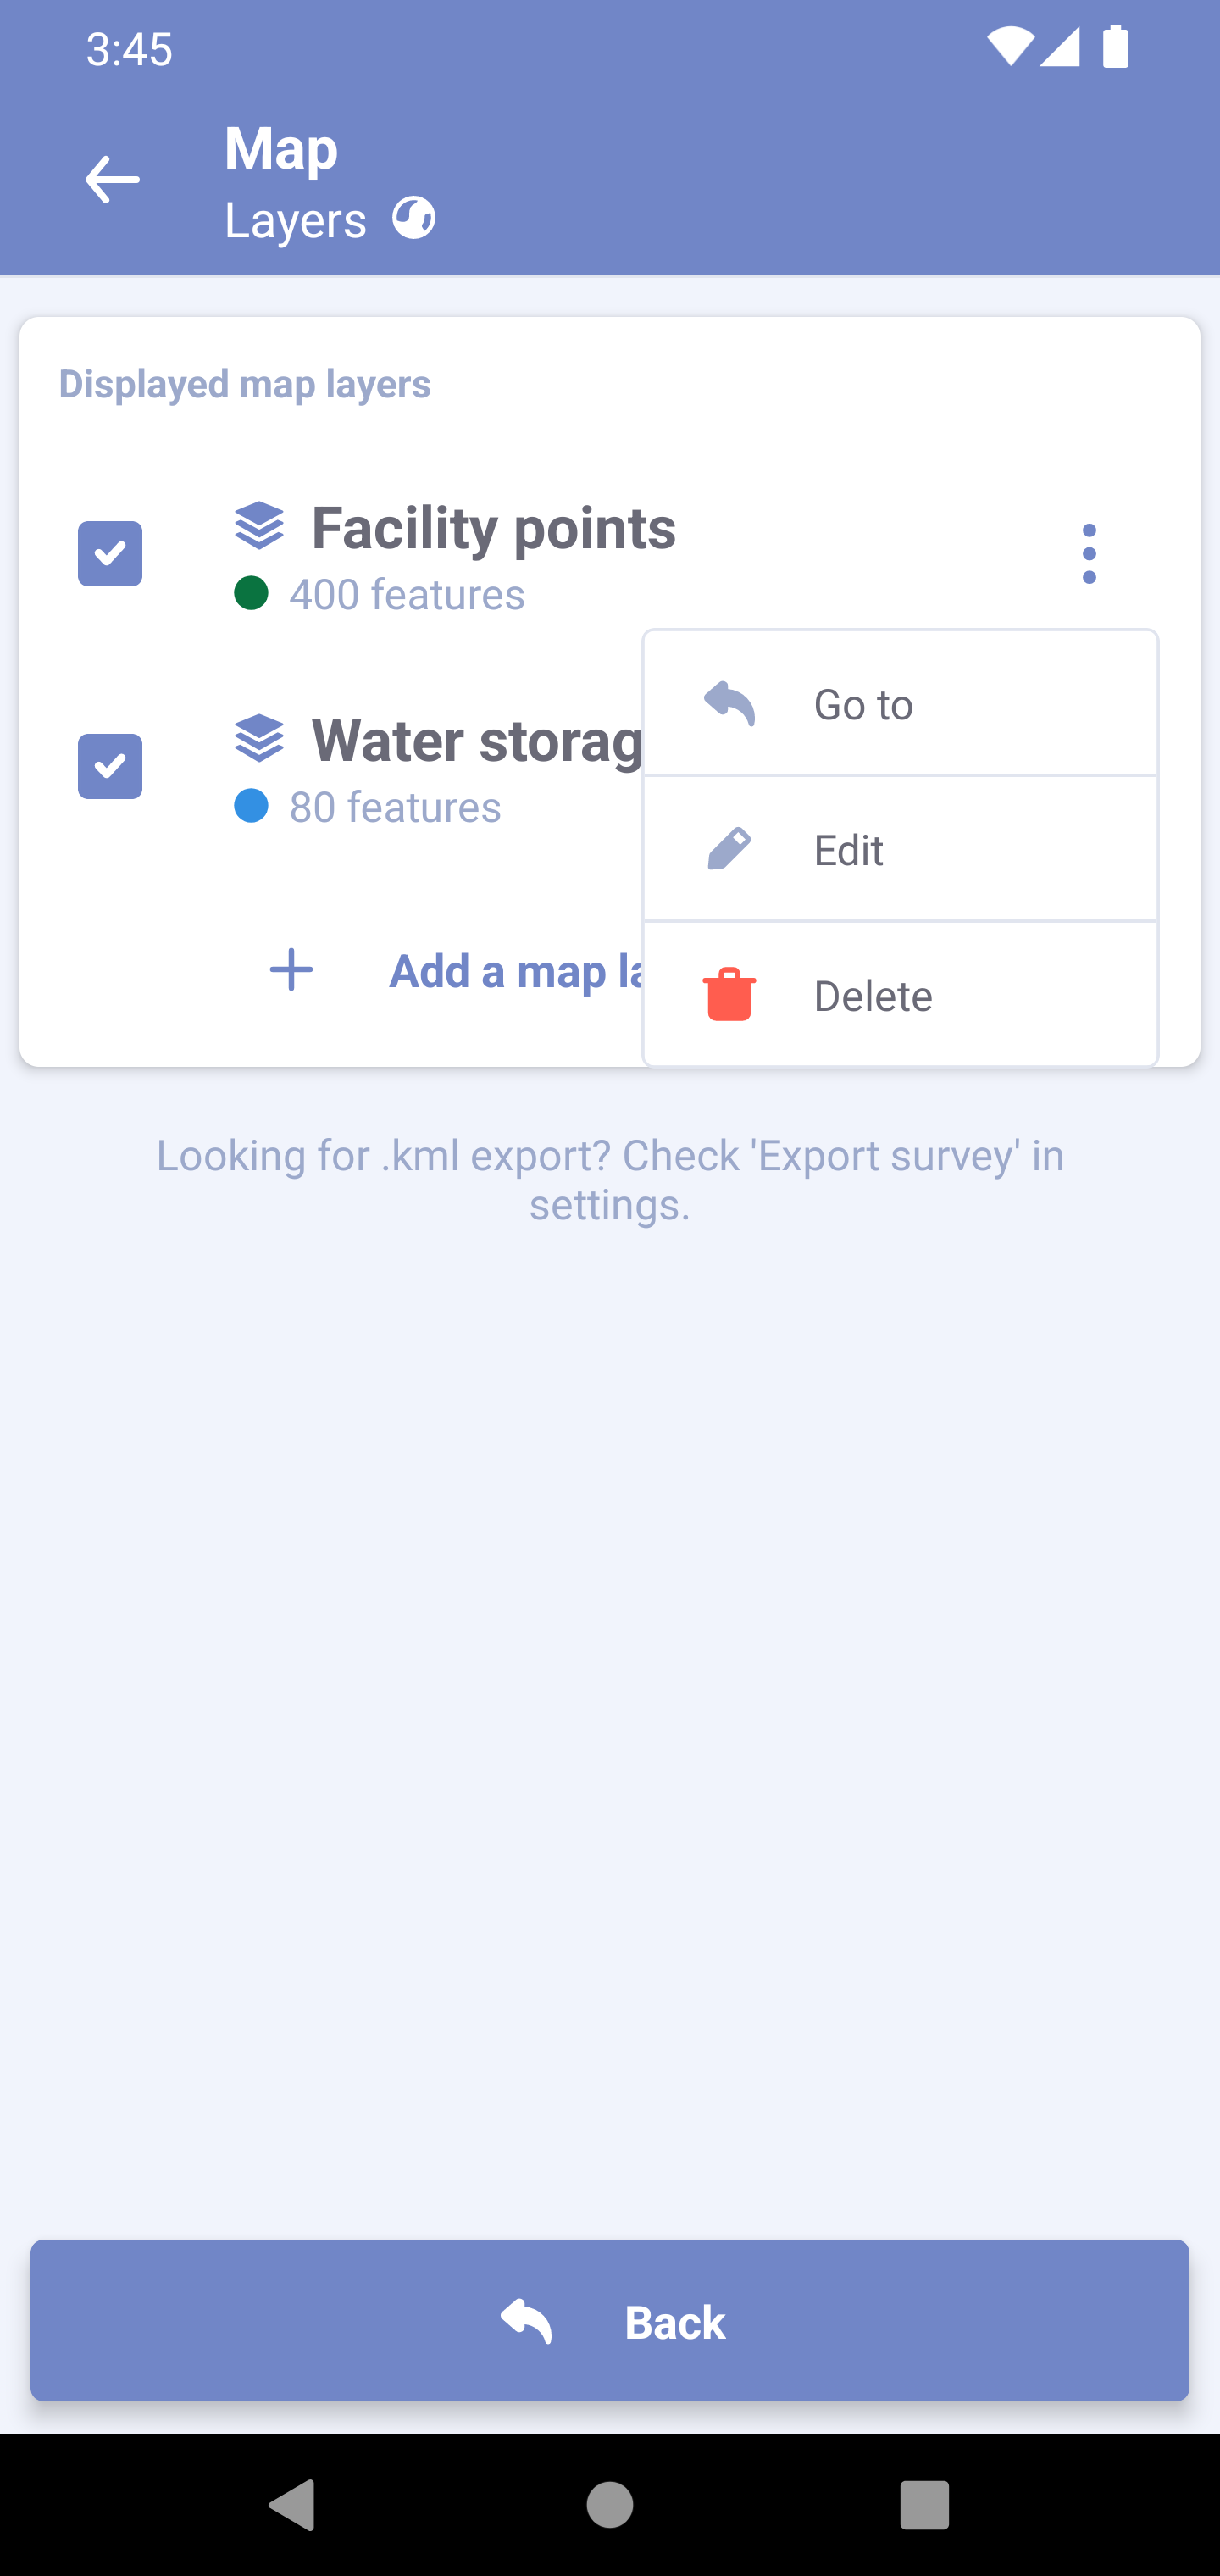 3:45
Map
Layers
Displayed map layers
Facility points
400 features
Water storag
80 features
Add a map la
Go to
Edit
Delete
Looking for .kml export? Check 'Export survey' in
settings.
Back